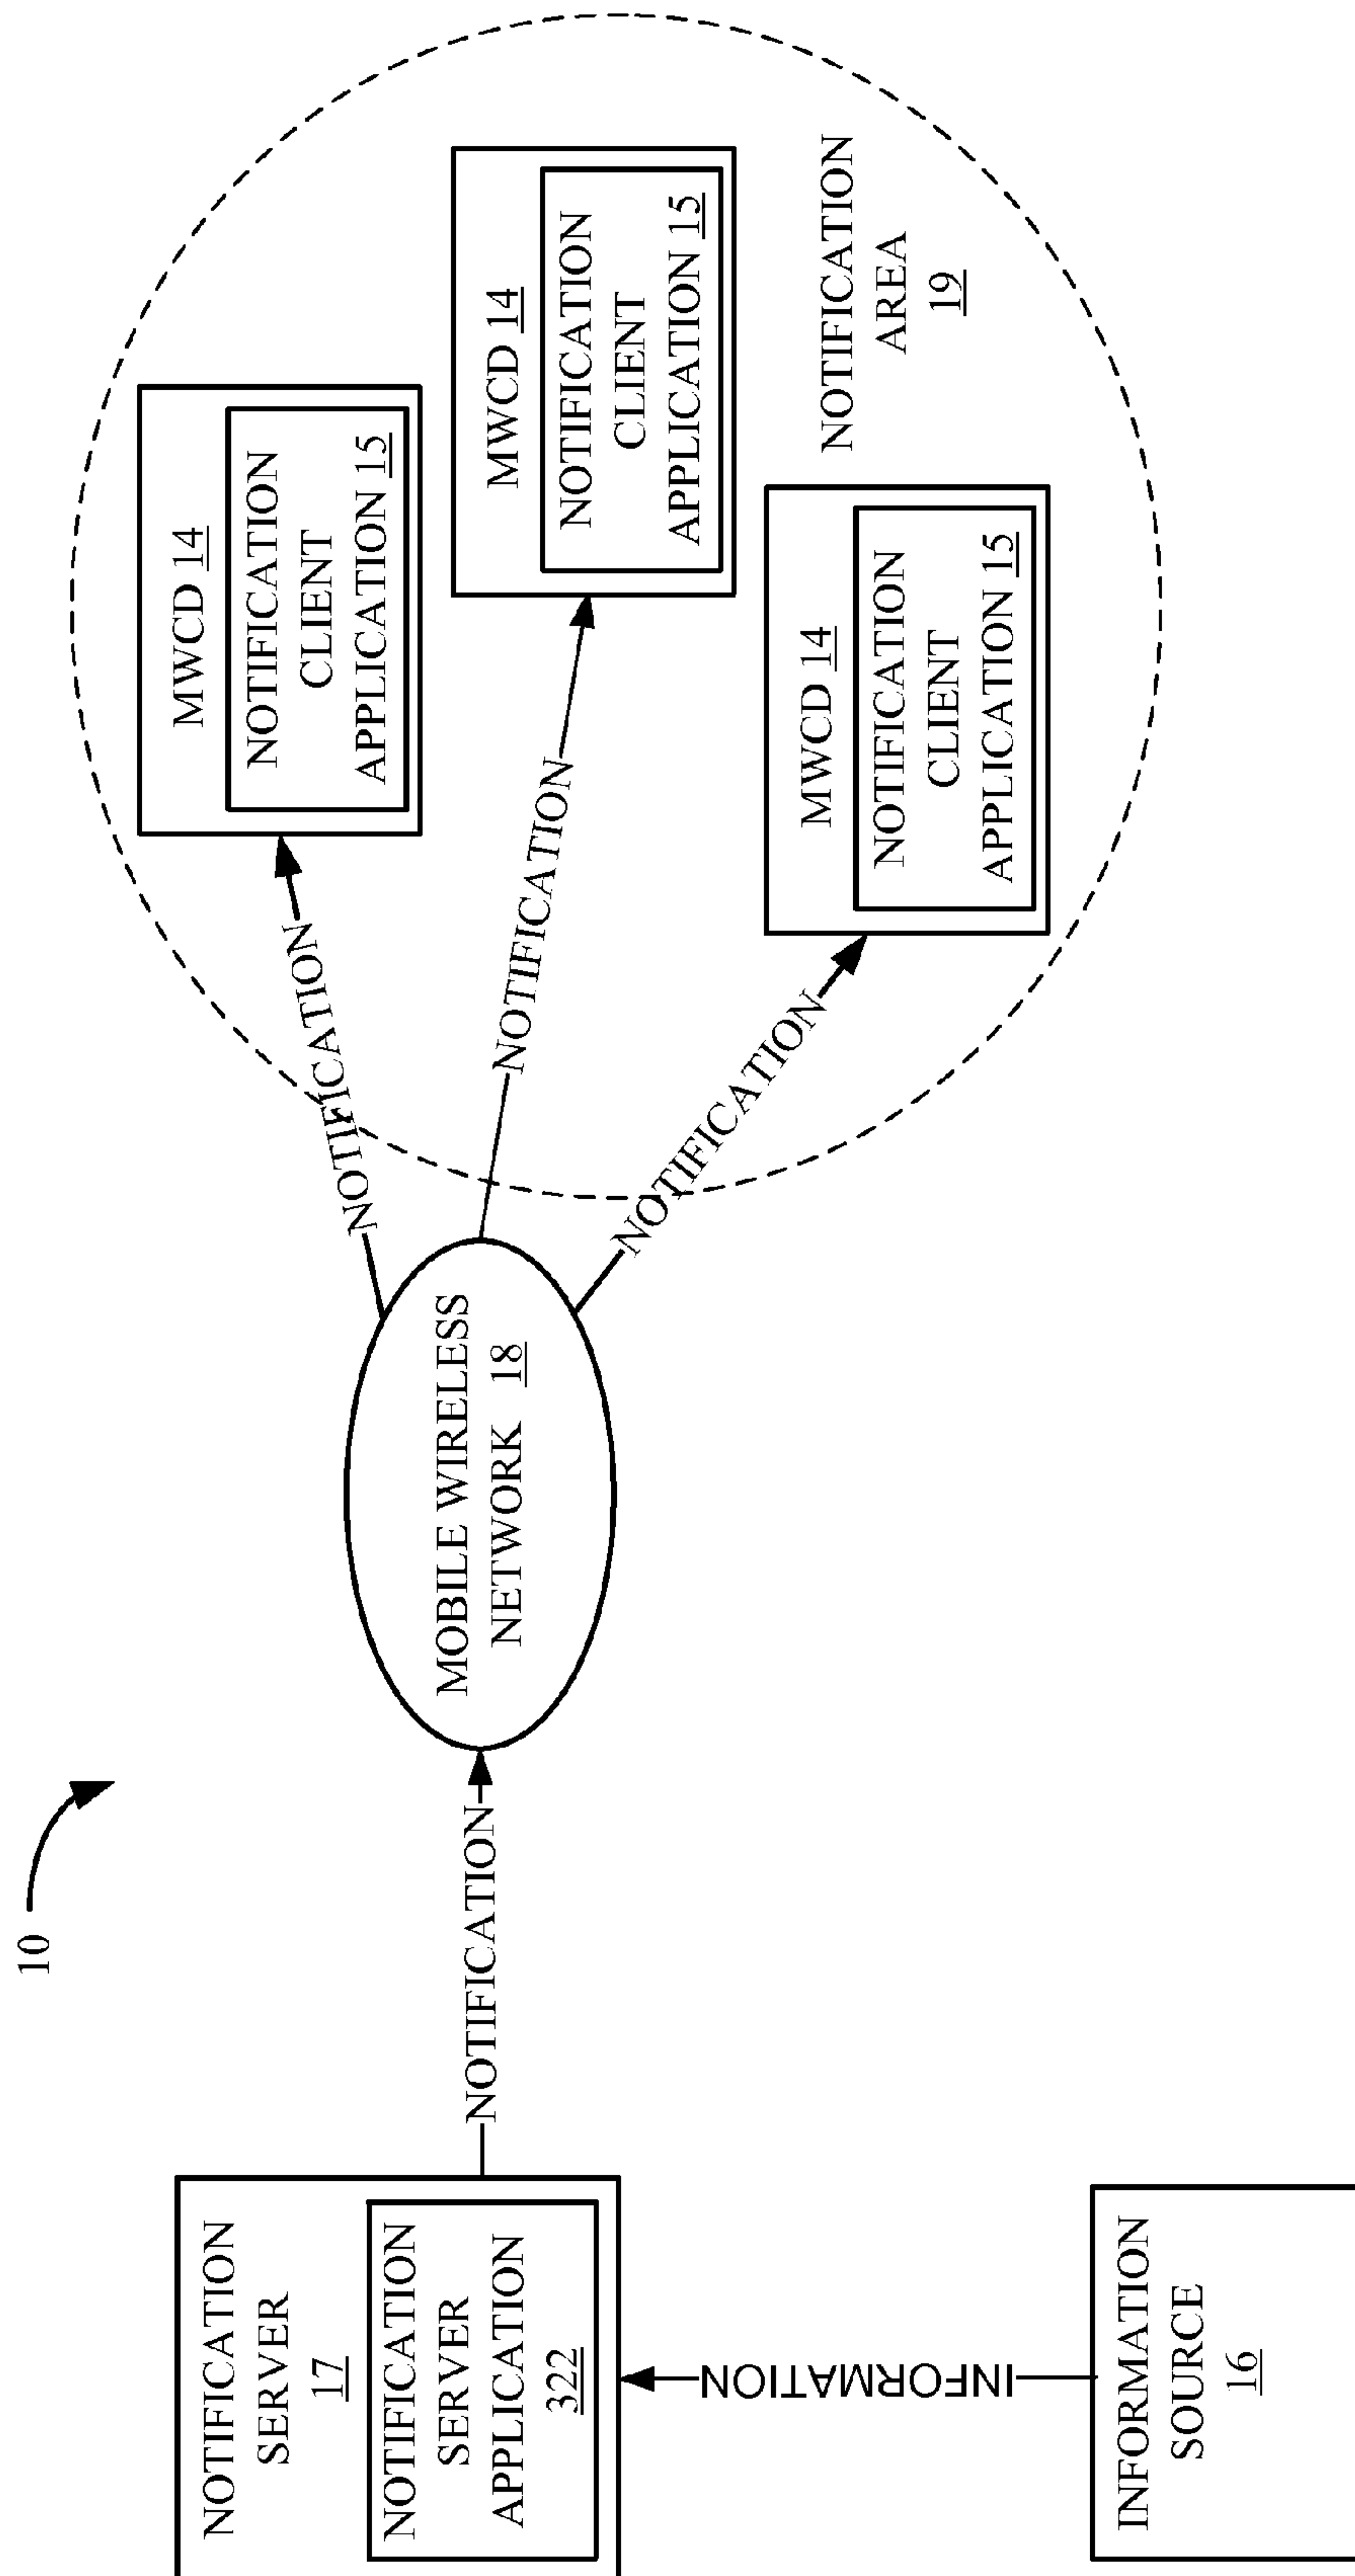 10
NOTIFICATION
SERVER
17
NOTIFICATION
SERVER
APPLICATION
322
INFORMATION
INFORMATION
SOURCE
16
NOTIFICATION
MOBILE WIRELESS
NETWORK 18
NOTIFICATION
NOTIFICATION
NOTIFICATION
MWCD 14
NOTIFICATION
CLIENT
APPLICATION 15
MWCD 14
NOTIFICATION
CLIENT
APPLICATION 15
MWCD 14
NOTIFICATION
CLIENT
APPLICATION 15
NOTIFICATION
AREA
19